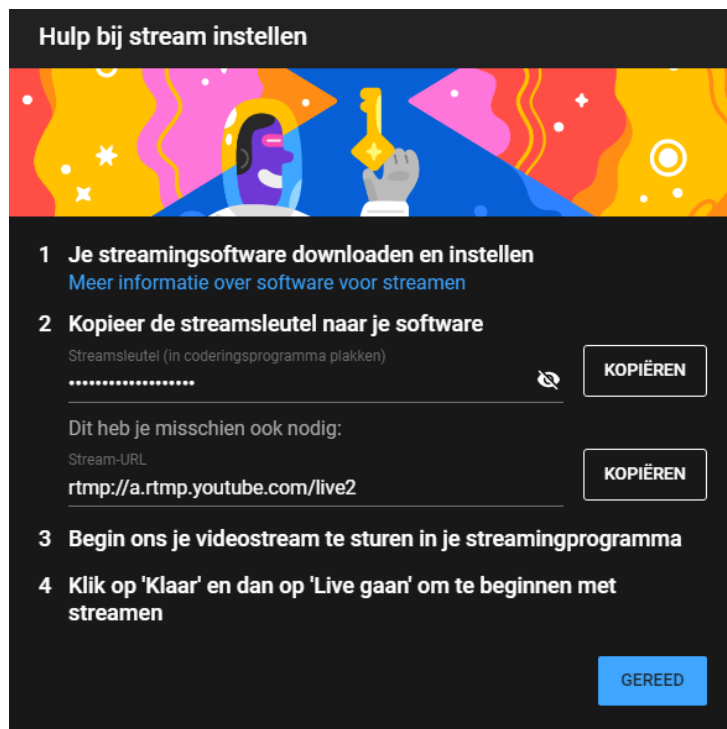 Hulp bij stream instellen
1 Je streamingsoftware downloaden en instellen
Meer informatie over software voor streamen
2 Kopieer de streamsleutel naar je software
Streamsleutel (in coderingsprogramma plakken)
•••••••••••••••••••
KOPIËREN
Dit heb je misschien ook nodig:
Stream-URL
rtmp://a.rtmp.youtube.com/live2
KOPIËREN
3 Begin ons je videostream te sturen in je streamingprogramma
4 Klik op 'Klaar' en dan op 'Live gaan' om te beginnen met
streamen
GEREED